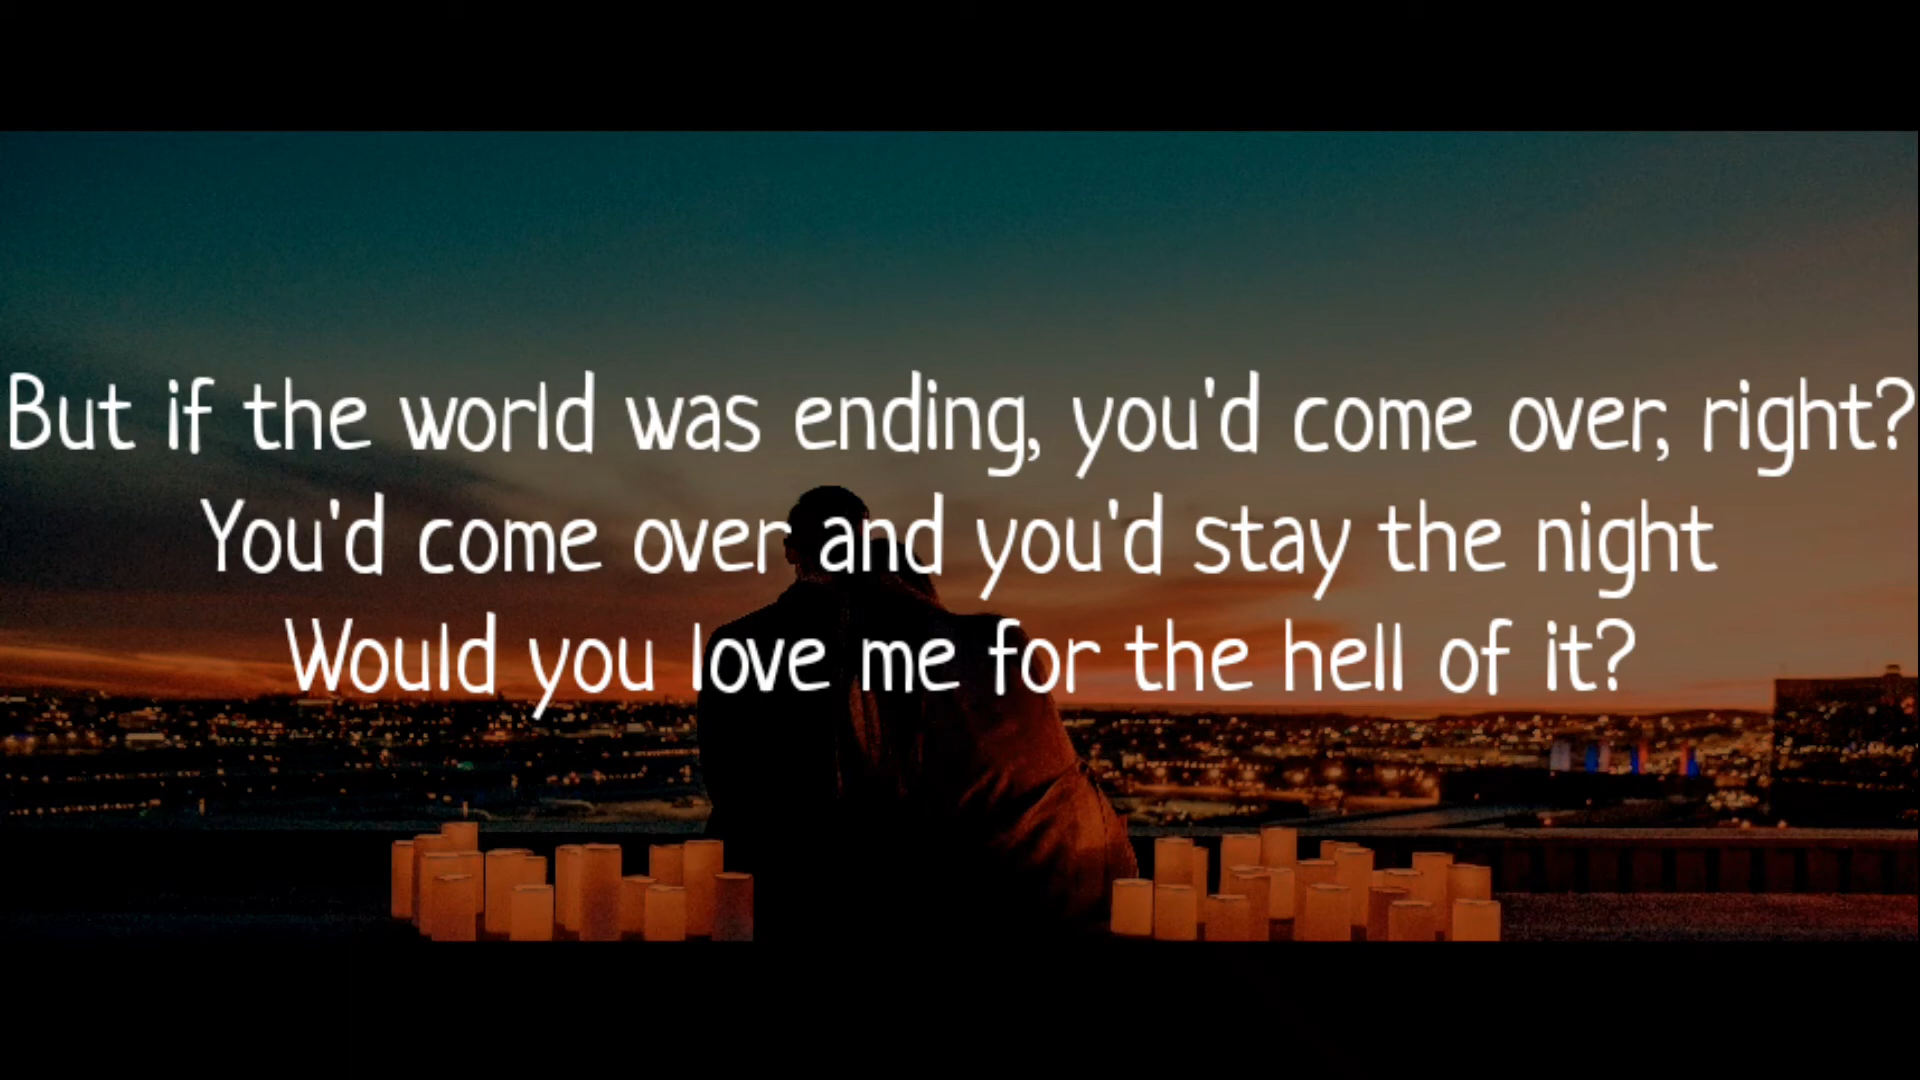 But if the world was ending, you'd come over, right?
You'd come over and you'd stay the night
Would you love me for the hell of it?